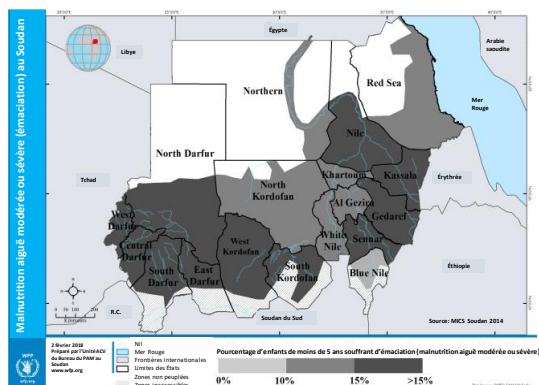 Malnutrition aiguë modérée ou sévère (émaciation) au Soudan
Égypte
Libye
Arabie
saoudite
Red Sea
Northern
Mer
Rouge
Nile
North Darfur
Tchad
Khartoum
Kassala
Érythrée
North
Kordofan
Al Gezira
Gedaref
West
Darfur
White
Nile
Central
Darfur
West
Kordofan
Sennar
South
Darfur
East
Darfur
South
Kordofan
Blue Nile
Éthiopie
R.C.
Soudan du Sud
Source: MICS Soudan 2014
WFP
2 février 2018
Préparé par l'Unité ACV
du Bureau de PAM au
Soudan
www.wfp.org
Nil
Mer Rouge
Frontières internationales
Limites des États
Zones non peuplées
Pourcentage d'enfants de moins de 5 ans souffrant d'émaciation (malnutrition aiguë modérée ou sévère)
0% 10% 15% >15%